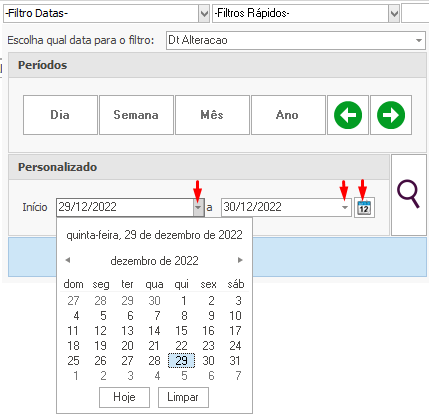 -Filtro Datas- -Filtros Rápidos-
Escolha qual data para o filtro: Dt Alteracao
Períodos
Dia Semana Mês Ano
Personalizado
Início 29/12/2022 a 30/12/2022 12
quinta-feira, 29 de dezembro de 2022
dezembro de 2022
dom seg ter qua qui sex sáb
27 28 29 30 1 2 3
4 5 6 7 8 9 10
11 12 13 14 15 16 17
18 19 20 21 22 23 24
25 26 27 28 29 30 31
1 2 3 4 5 6 7
Hoje Limpar